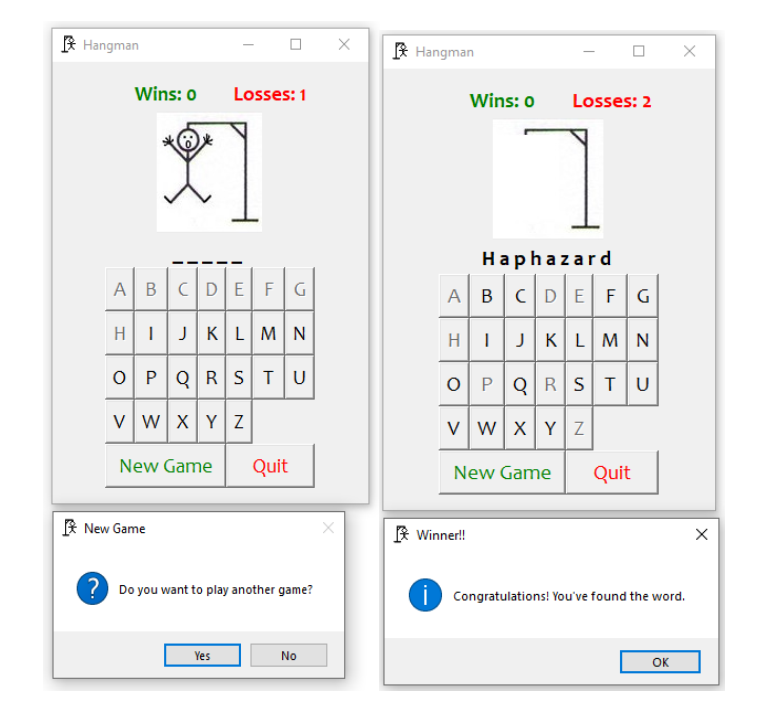 Hangman
Wins: 0 Losses: 1
_ _ _ _ _
A B C D E F G
H I J K L M N
O P Q R S T U
V W X Y Z
New Game Quit
New Game
Do you want to play another game?
Yes No
Hangman
Wins: 0 Losses: 2
Haphazard
A B C D E F G
H I J K L M N
O P Q R S T U
V W X Y Z
New Game Quit
Winner!!
Congratulations! You've found the word.
OK